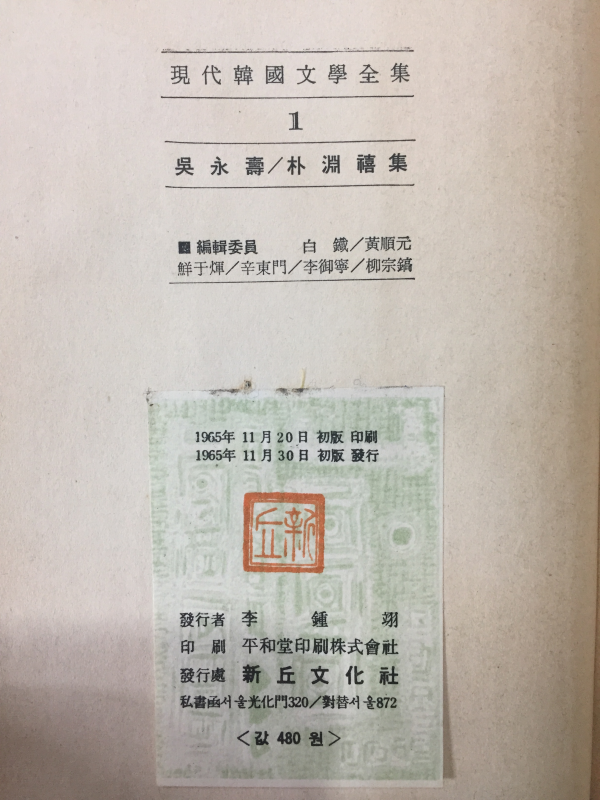 現代韓國文學全集
1
吳永壽/朴淵禧集
編輯委員 白鐵/黃順元
鮮于煇/辛東門/李御寧/柳宗鎬
1965年 11月 20日 初版 印刷
1965年 11月 30日 初版 發行
新丘
發行者 李鍾翊
印刷 平和堂印刷株式會社
發行處 新丘文化社
私書函서울光化門320/對替서울872
<값 480 원>